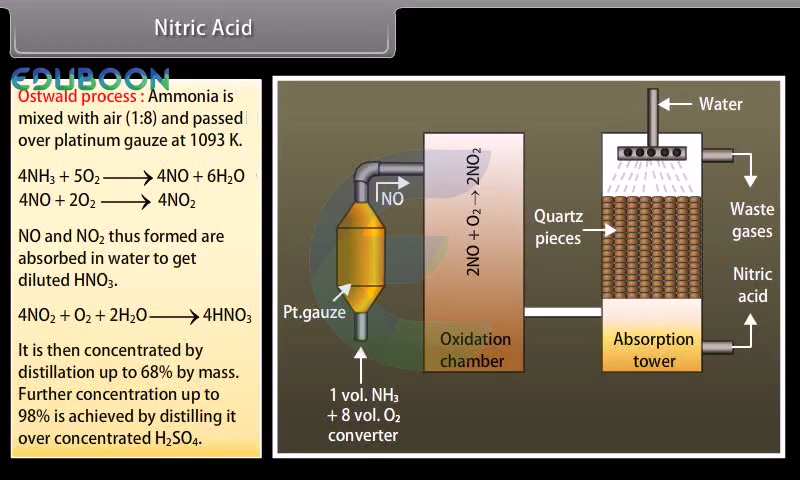 Nitric Acid
EDUBOON
Ostwald process : Ammonia is
mixed with air (1:8) and passed
over platinum gauze at 1093 K.
4NH₃ + 5O₂ ⟶ 4NO + 6H₂O
4NO + 2O₂ ⟶ 4NO₂
NO and NO₂ thus formed are
absorbed in water to get
diluted HNO₃.
4NO₂ + O₂ + 2H₂O ⟶ 4HNO₃
It is then concentrated by
distillation up to 68% by mass.
Further concentration up to
98% is achieved by distilling it
over concentrated H₂SO₄.
NO
Pt.gauze
1 vol. NH₃
+ 8 vol. O₂
converter
2NO + O₂ → 2NO₂
Oxidation
chamber
Water
Quartz
pieces
Waste
gases
Nitric
acid
Absorption
tower